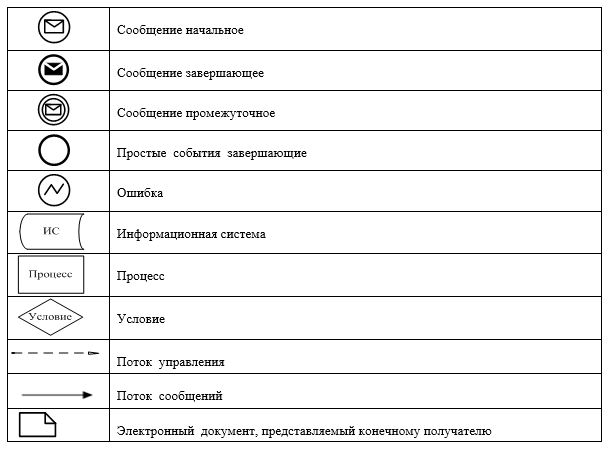 Сообщение начальное
Сообщение завершающее
Сообщение промежуточное
Простые события завершающие
Ошибка
ИС
Информационная система
Процесс
Процесс
Условие
Условие
Поток управления
Поток сообщений
Электронный документ, представляемый конечному получателю